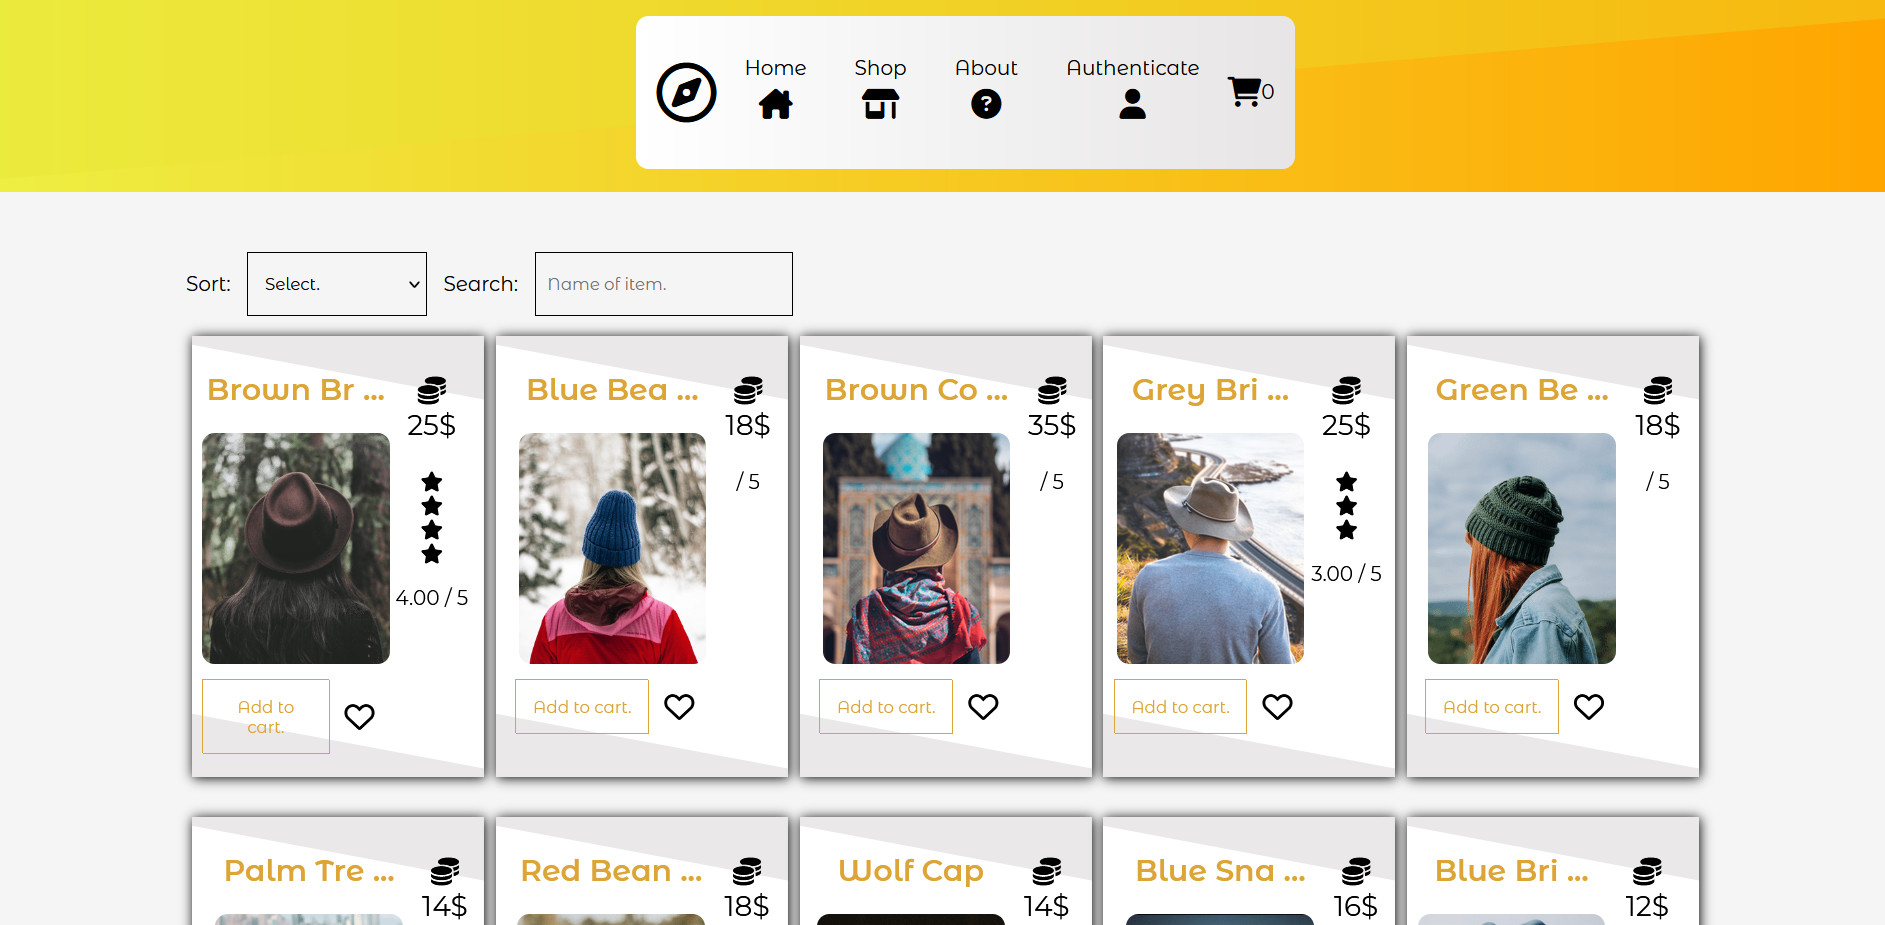 Home
Shop
About
Authenticate
0
Sort:
Select.
Search:
Name of item.
Brown Br ...
25$
4.00 / 5
Add to
cart.
Blue Bea ...
18$
/ 5
Add to cart.
Brown Co ...
35$
/ 5
Add to cart.
Grey Bri ...
25$
3.00 / 5
Add to cart.
Green Be ...
18$
/ 5
Add to cart.
Palm Tre ...
14$
Red Bean ...
18$
Wolf Cap
14$
Blue Sna ...
16$
Blue Bri ...
12$